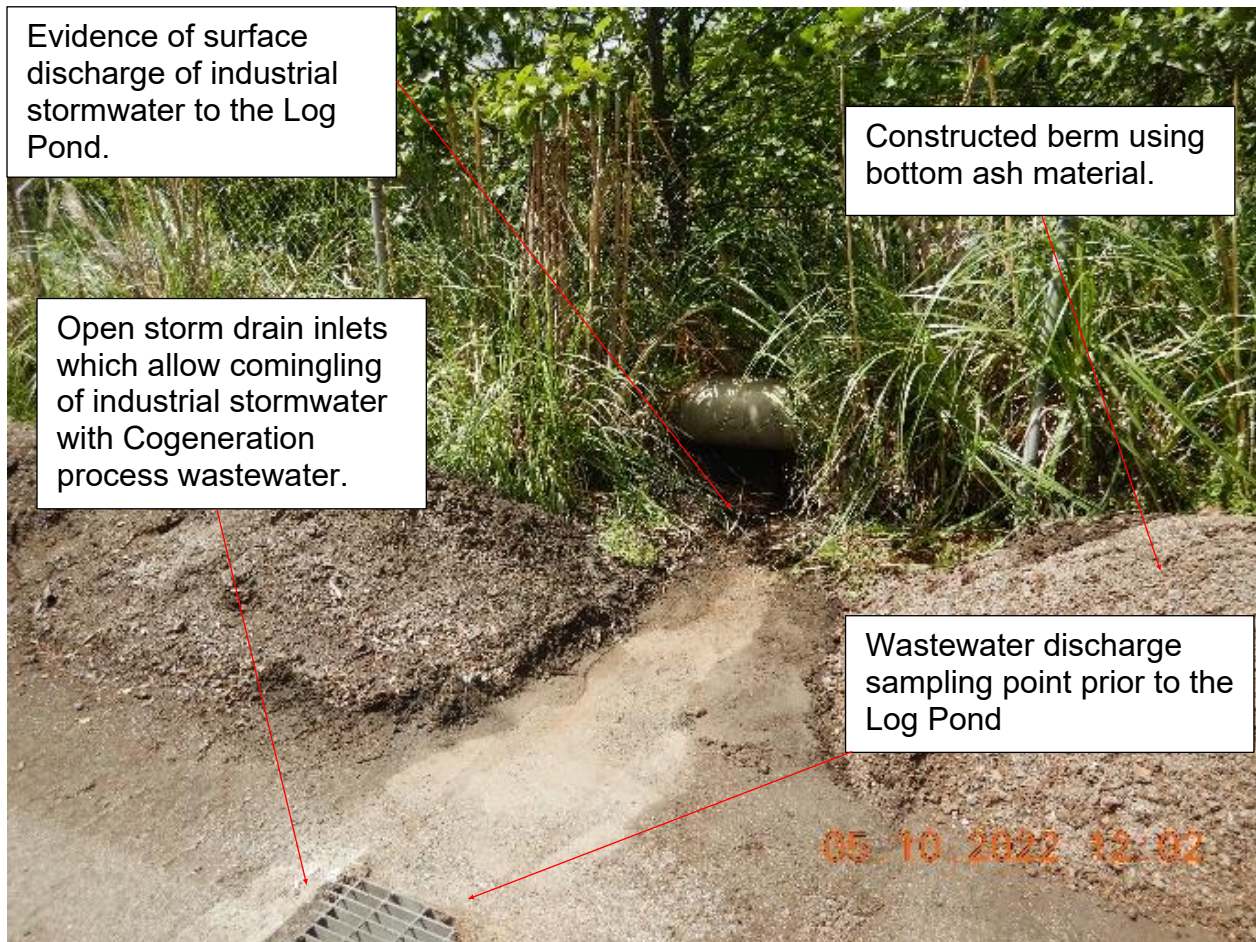 Evidence of surface
discharge of industrial
stormwater to the Log
Pond.
Constructed berm using
bottom ash material.
Open storm drain inlets
which allow comingling
of industrial stormwater
with Cogeneration
process wastewater.
Wastewater discharge
sampling point prior to the
Log Pond
05 10 2022 12 02